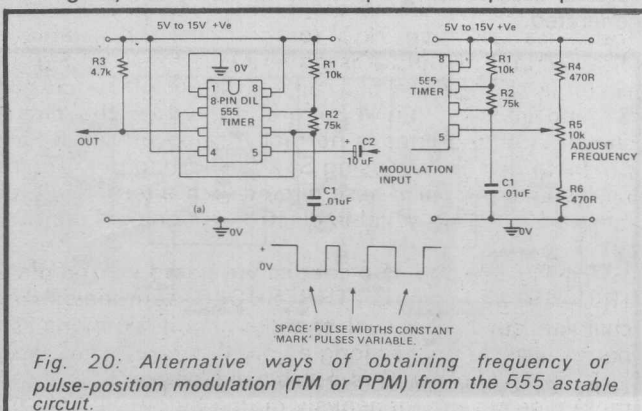 5V to 15V +Ve
R3
4.7k
0V
R1
10k
1
8
8-PIN DIL
555
TIMER
R2
75k
OUT
4
5
+
C2
10 uF
MODULATION
INPUT
C1
.01uF
(a)
0V
5V to 15V +Ve
8
555
TIMER
R1
10k
R2
75k
5
R4
470R
R5
10k
ADJUST
FREQUENCY
C1
.01uF
R6
470R
0V
+
0V
SPACE' PULSE WIDTHS CONSTANT
'MARK' PULSES VARIABLE.
Fig. 20: Alternative ways of obtaining frequency or
pulse-position modulation (FM or PPM) from the 555 astable
circuit.